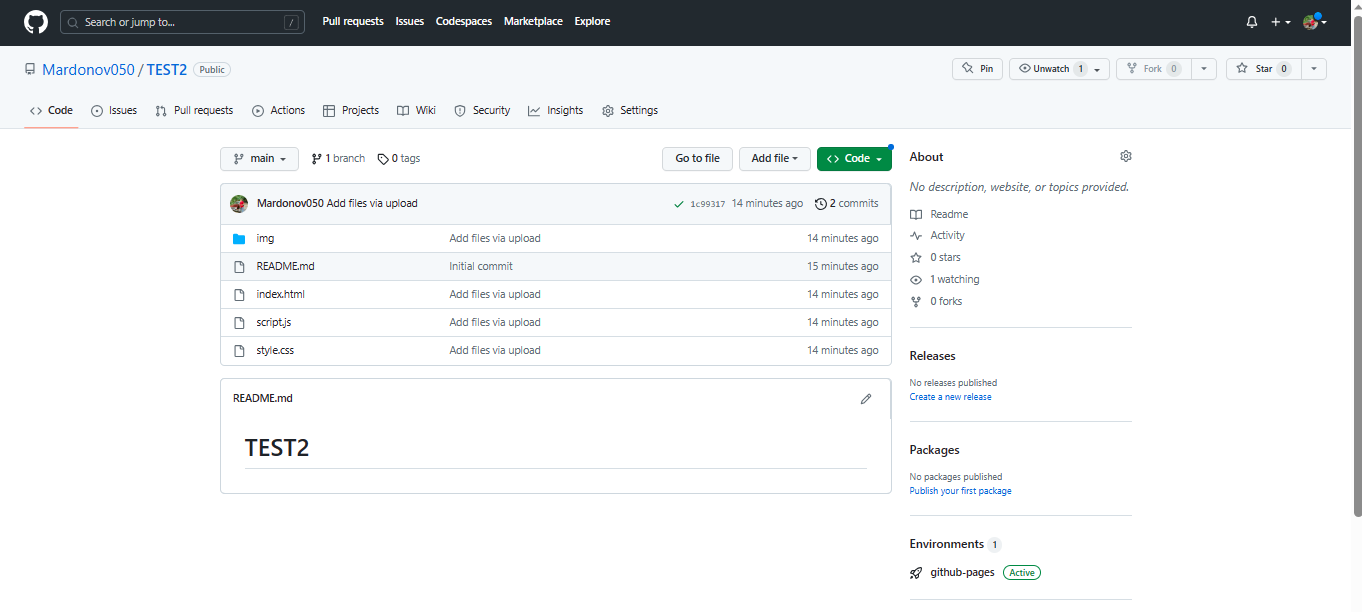 Search or jump to... /
Pull requests Issues Codespaces Marketplace Explore
Mardonov050 / TEST2 Public
Pin Unwatch 1 Fork 0 Star 0
Code Issues Pull requests Actions Projects Wiki Security Insights Settings
main 1 branch 0 tags Go to file Add file Code
Mardonov050 Add files via upload 1c99317 14 minutes ago 2 commits
img Add files via upload 14 minutes ago
README.md Initial commit 15 minutes ago
index.html Add files via upload 14 minutes ago
script.js Add files via upload 14 minutes ago
style.css Add files via upload 14 minutes ago
README.md
TEST2
About
No description, website, or topics provided.
Readme
Activity
0 stars
1 watching
0 forks
Releases
No releases published
Create a new release
Packages
No packages published
Publish your first package
Environments 1
github-pages Active